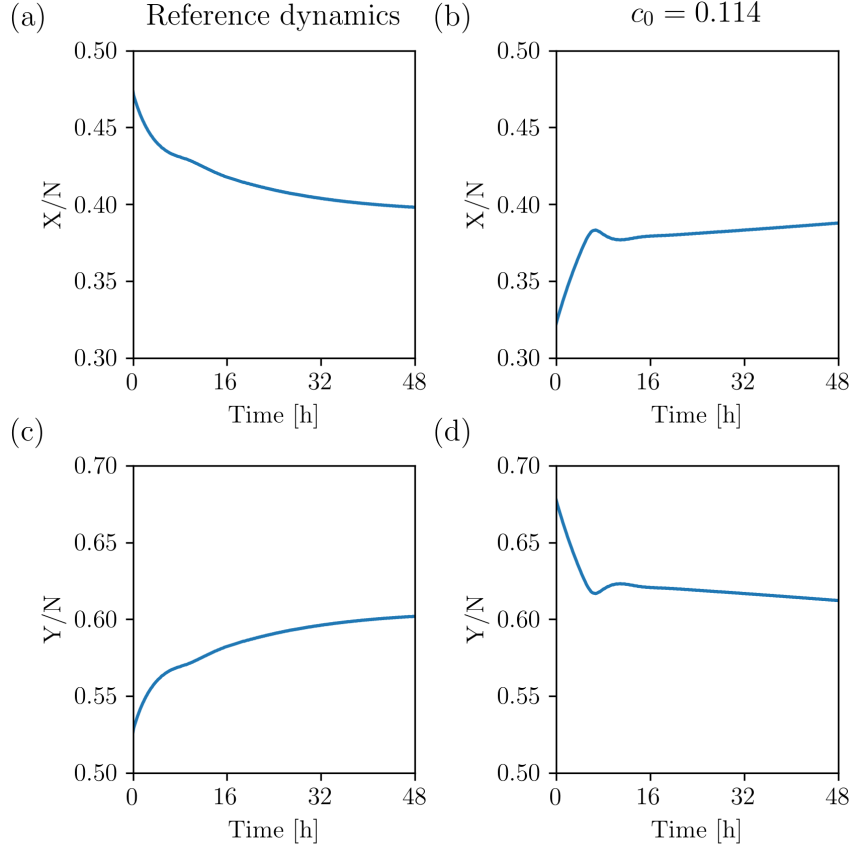 (a) Reference dynamics
(b) c₀ = 0.114
0.50
0.45
0.40
0.35
0.30
X/N
0 16 32 48
Time [h]
0.50
0.45
0.40
0.35
0.30
X/N
0 16 32 48
Time [h]
(c)
0.70
0.65
0.60
0.55
0.50
Y/N
0 16 32 48
Time [h]
(d)
0.70
0.65
0.60
0.55
0.50
Y/N
0 16 32 48
Time [h]